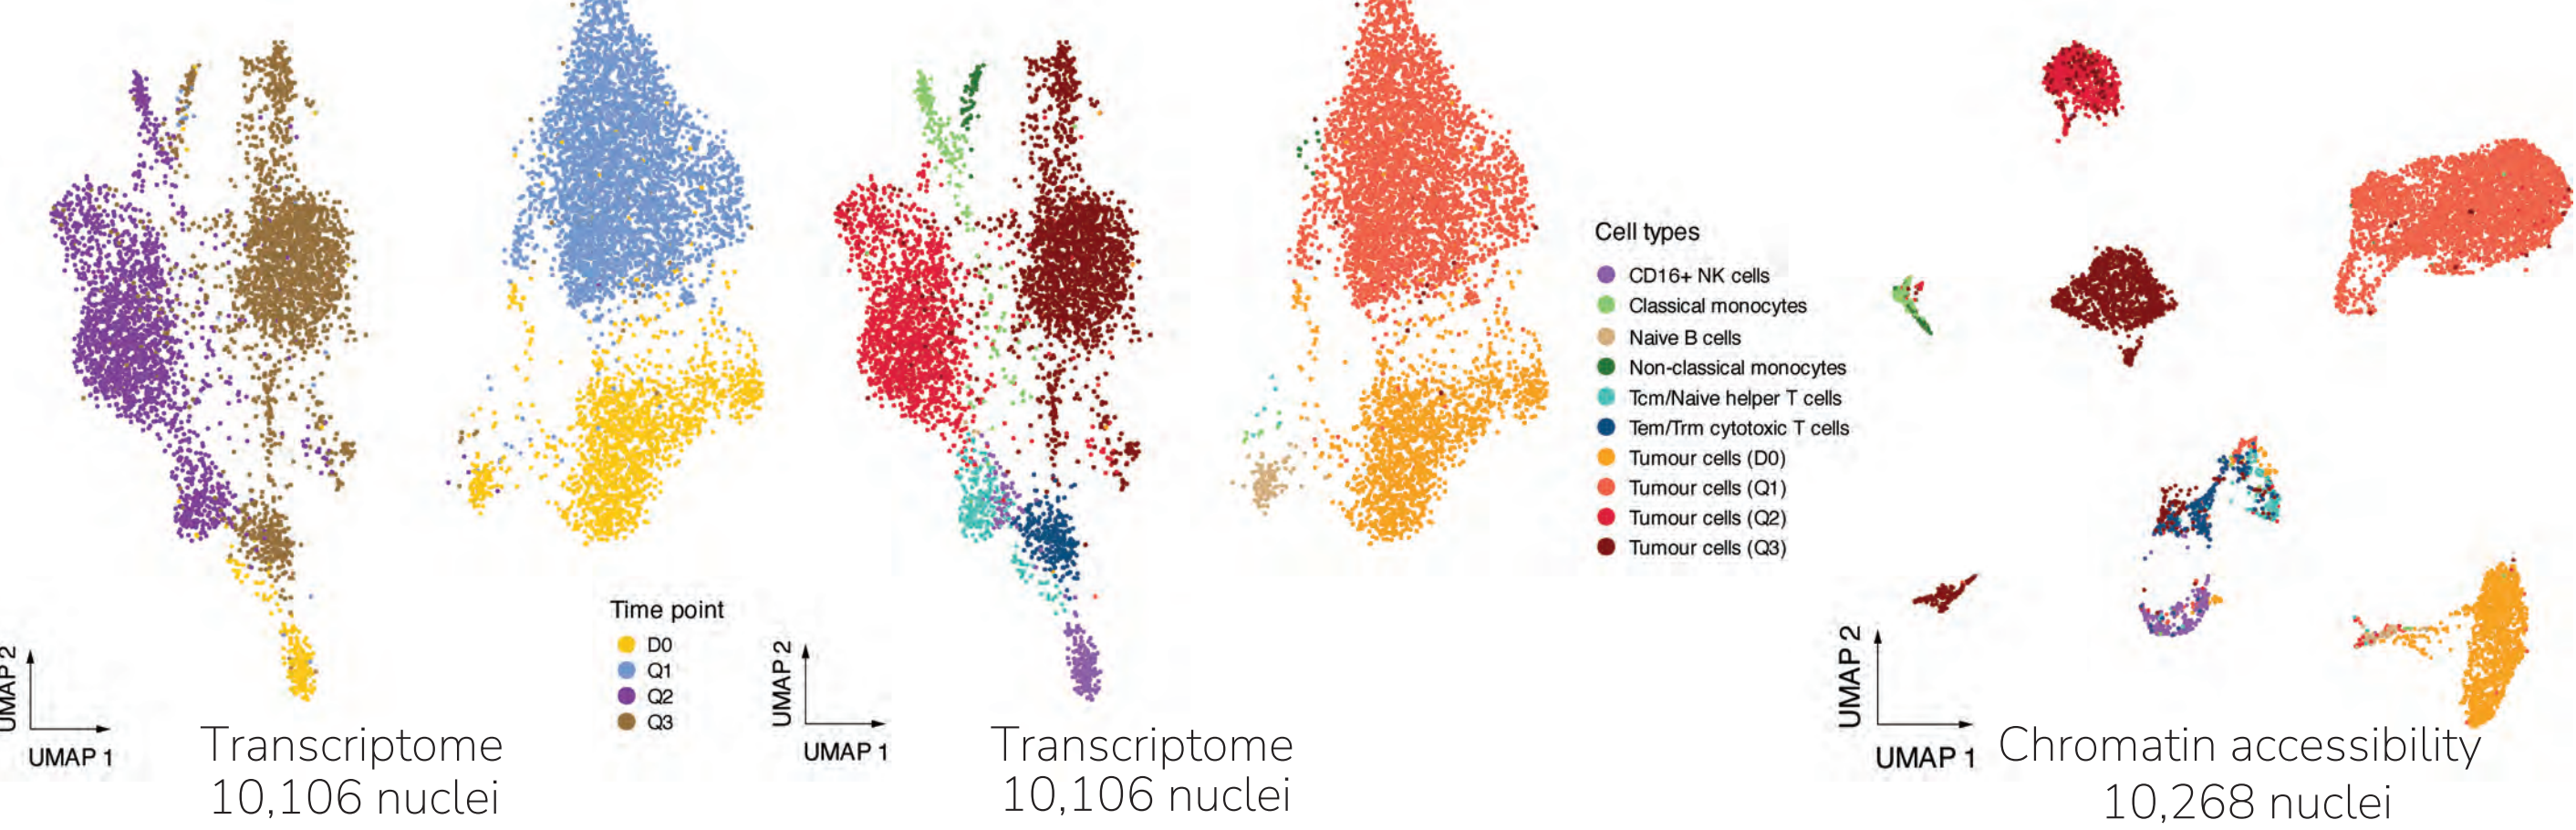 Time point
D0
Q1
Q2
Q3
UMAP 2
UMAP 1
Transcriptome
10,106 nuclei
UMAP 2
UMAP 1
Transcriptome
10,106 nuclei
Cell types
CD16+ NK cells
Classical monocytes
Naive B cells
Non-classical monocytes
Tcm/Naive helper T cells
Tem/Trm cytotoxic T cells
Tumour cells (D0)
Tumour cells (Q1)
Tumour cells (Q2)
Tumour cells (Q3)
UMAP 2
UMAP 1
Chromatin accessibility
10,268 nuclei